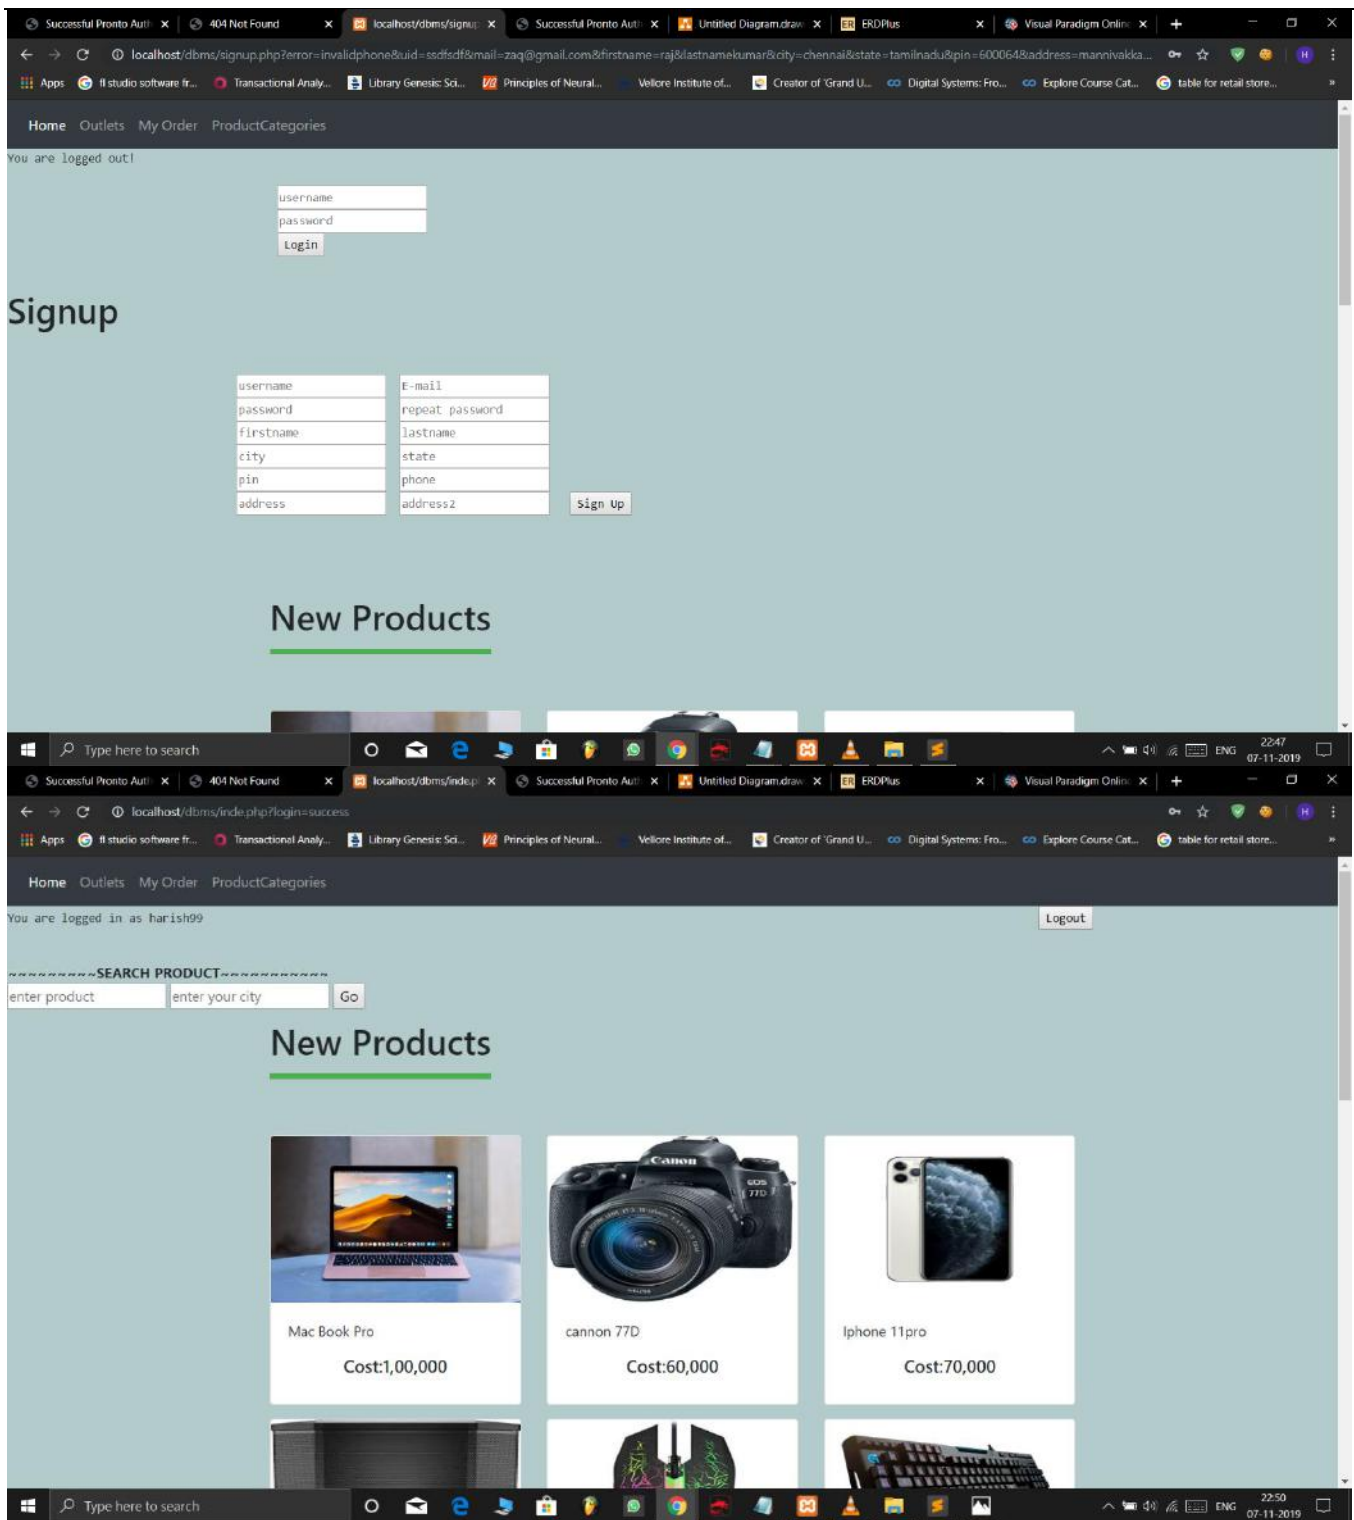 Successful Pronto Auth
404 Not Found
localhost/dbms/signup
Successful Pronto Auth
Untitled Diagram.draw
ER ERDPlus
Visual Paradigm Online
localhost/dbms/signup.php?error=invalidphone&uid=ssdfsdf&mail=zaq@gmail.com&firstname=raj&lastnamekumar&city=chennai&state=tamilnadu&pin=600064&address=mannivakka...
H
Apps
fl studio software fr...
Transactional Analy...
Library Genesis: Sci...
Principles of Neural...
Vellore Institute of...
Creator of 'Grand U...
Digital Systems: Fro...
Explore Course Cat...
table for retail store...
Home Outlets My Order ProductCategories
You are logged out!
username
password
Login
Signup
username E-mail
password repeat password
firstname lastname
city state
pin phone
address address2 Sign Up
New Products
Type here to search
ENG
22:47
07-11-2019
Successful Pronto Auth
404 Not Found
localhost/dbms/inde.p
Successful Pronto Auth
Untitled Diagram.draw
ER ERDPlus
Visual Paradigm Online
localhost/dbms/inde.php?login=success
H
Apps
fl studio software fr...
Transactional Analy...
Library Genesis: Sci...
Principles of Neural...
Vellore Institute of...
Creator of 'Grand U...
Digital Systems: Fro...
Explore Course Cat...
table for retail store...
Home Outlets My Order ProductCategories
You are logged in as harish99 Logout
~~~~~~~~~SEARCH PRODUCT~~~~~~~~~~~
enter product enter your city Go
New Products
Canon
EOS
77D
Mac Book Pro cannon 77D Iphone 11pro
Cost:1,00,000 Cost:60,000 Cost:70,000
Type here to search
ENG
22:50
07-11-2019